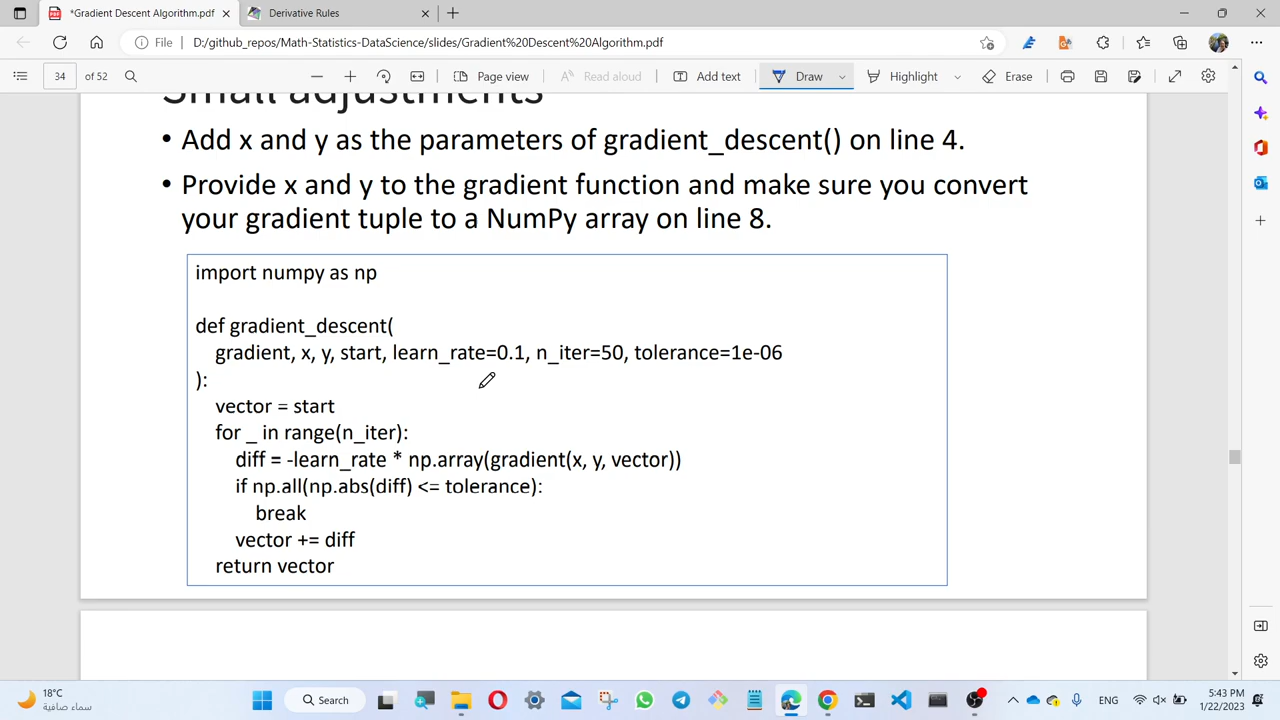 *Gradient Descent Algorithm.pdf
Derivative Rules
File D:/github_repos/Math-Statistics-DataScience/slides/Gradient%20Descent%20Algorithm.pdf
34 of 52 Page view Read aloud Add text Draw Highlight Erase
Small adjustments
• Add x and y as the parameters of gradient_descent() on line 4.
• Provide x and y to the gradient function and make sure you convert
your gradient tuple to a NumPy array on line 8.
import numpy as np
def gradient_descent(
gradient, x, y, start, learn_rate=0.1, n_iter=50, tolerance=1e-06
):
vector = start
for _ in range(n_iter):
diff = -learn_rate * np.array(gradient(x, y, vector))
if np.all(np.abs(diff) <= tolerance):
break
vector += diff
return vector
18°C
سماء صافية
Search
ENG
5:43 PM
1/22/2023